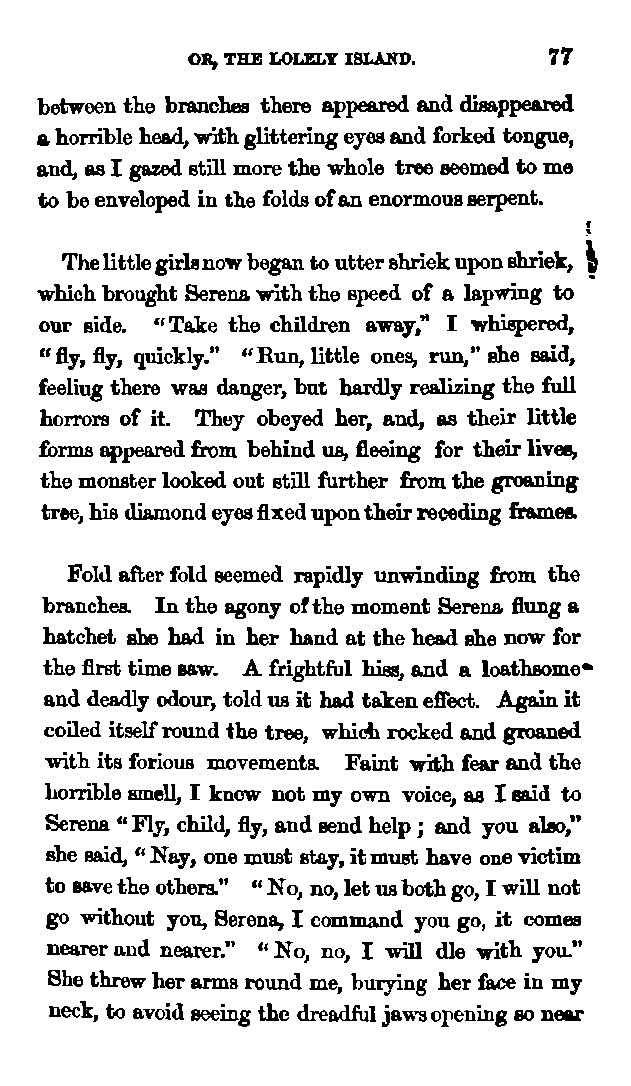 OR, THE LOLELY ISLAND. 77
between the branches there appeared and disappeared
a horrible head, with glittering eyes and forked tongue,
and, as I gazed still more the whole tree seemed to me
to be enveloped in the folds of an enormous serpent.
The little girls now began to utter shriek upon shriek,
which brought Serena with the speed of a lapwing to
our side. "Take the children away," I whispered,
"fly, fly, quickly." "Run, little ones, run," she said,
feeliug there was danger, but hardly realizing the full
horrors of it. They obeyed her, and, as their little
forms appeared from behind us, fleeing for their lives,
the monster looked out still further from the groaning
tree, his diamond eyes fixed upon their receding frames.
Fold after fold seemed rapidly unwinding from the
branches. In the agony of the moment Serena flung a
hatchet she had in her hand at the head she now for
the first time saw. A frightful hiss, and a loathsome
and deadly odour, told us it had taken effect. Again it
coiled itself round the tree, which rocked and groaned
with its forious movements. Faint with fear and the
horrible smell, I knew not my own voice, as I said to
Serena "Fly, child, fly, and send help; and you also,"
she said, "Nay, one must stay, it must have one victim
to save the others." "No, no, let us both go, I will not
go without you, Serena, I command you go, it comes
nearer and nearer." "No, no, I will die with you."
She threw her arms round me, burying her face in my
neck, to avoid seeing the dreadful jaws opening so near